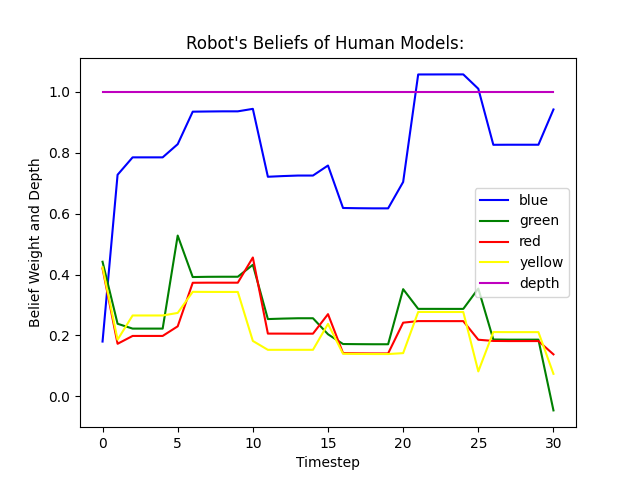 Robot's Beliefs of Human Models:
Belief Weight and Depth
1.0
0.8
0.6
0.4
0.2
0.0
blue
green
red
yellow
depth
0 5 10 15 20 25 30
Timestep